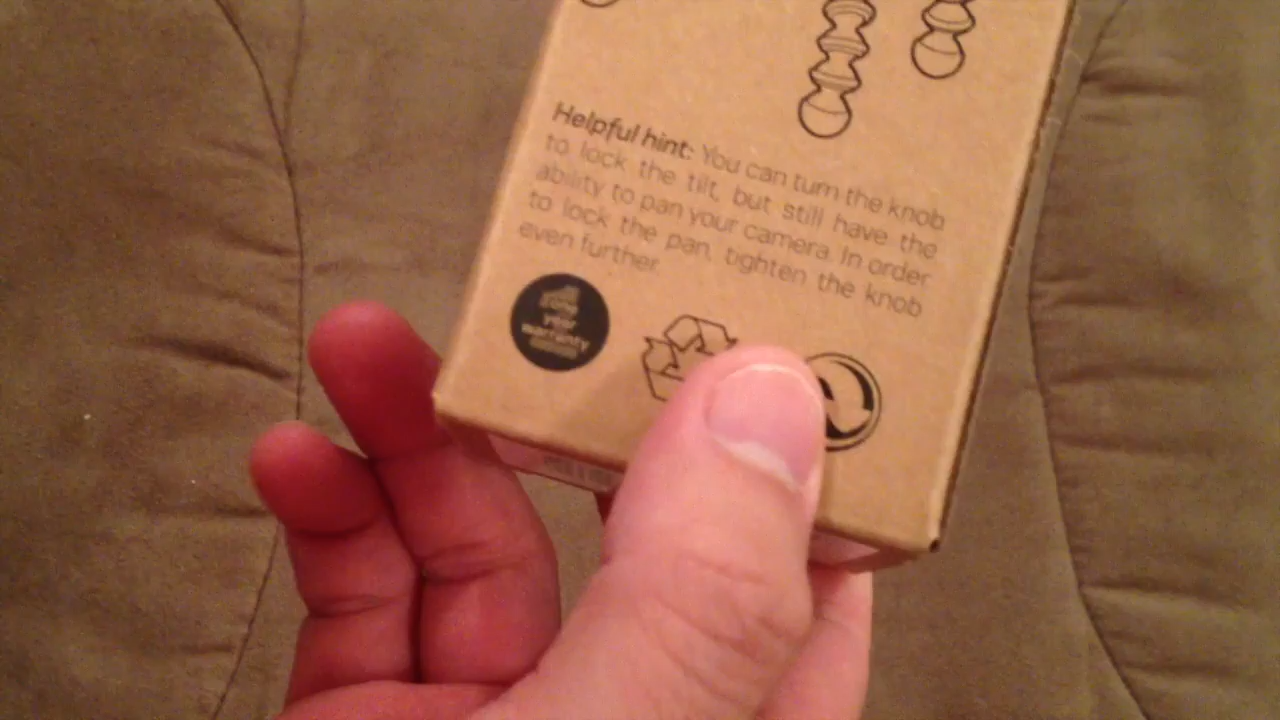 Helpful hint: You can turn the knob
to lock the tilt, but still have the
ability to pan your camera. In order
to lock the pan, tighten the knob
even further.
your
warranty